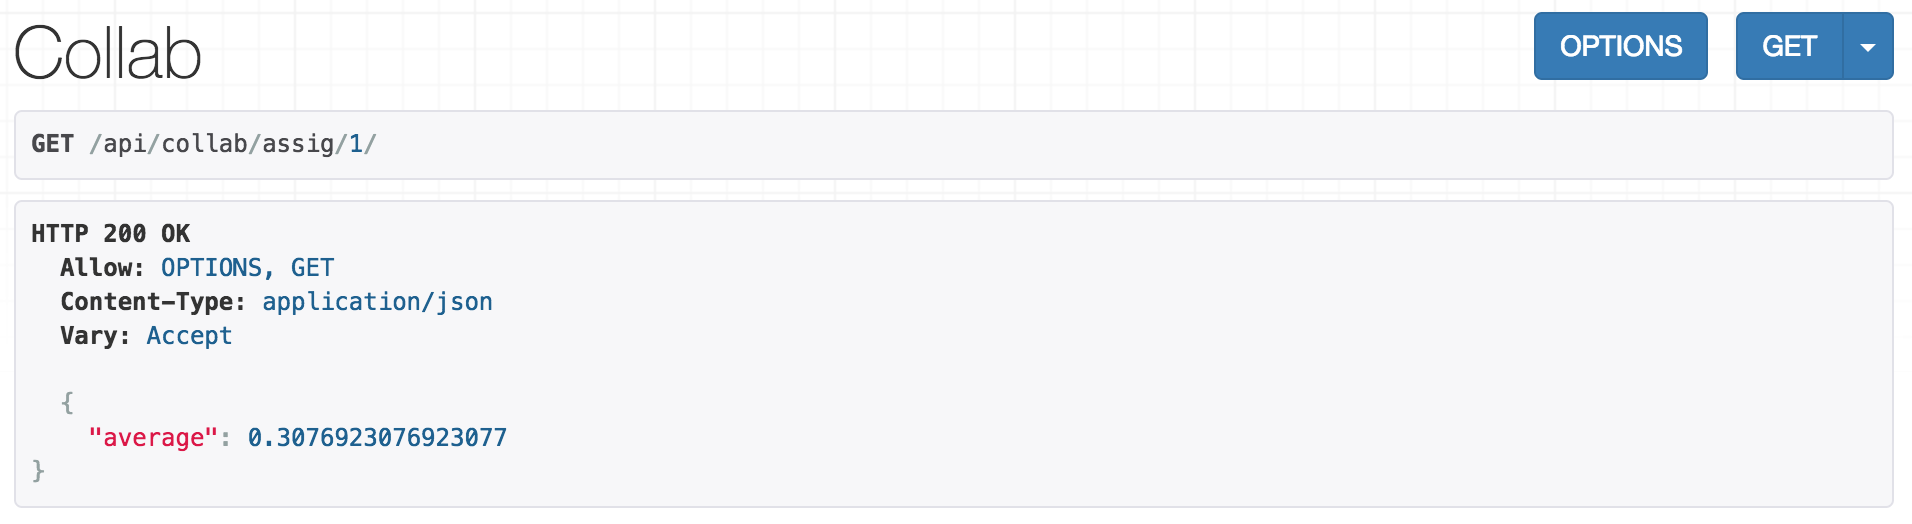 Collab
OPTIONS
GET
GET /api/collab/assig/1/
HTTP 200 OK
Allow: OPTIONS, GET
Content-Type: application/json
Vary: Accept
{
"average": 0.3076923076923077
}